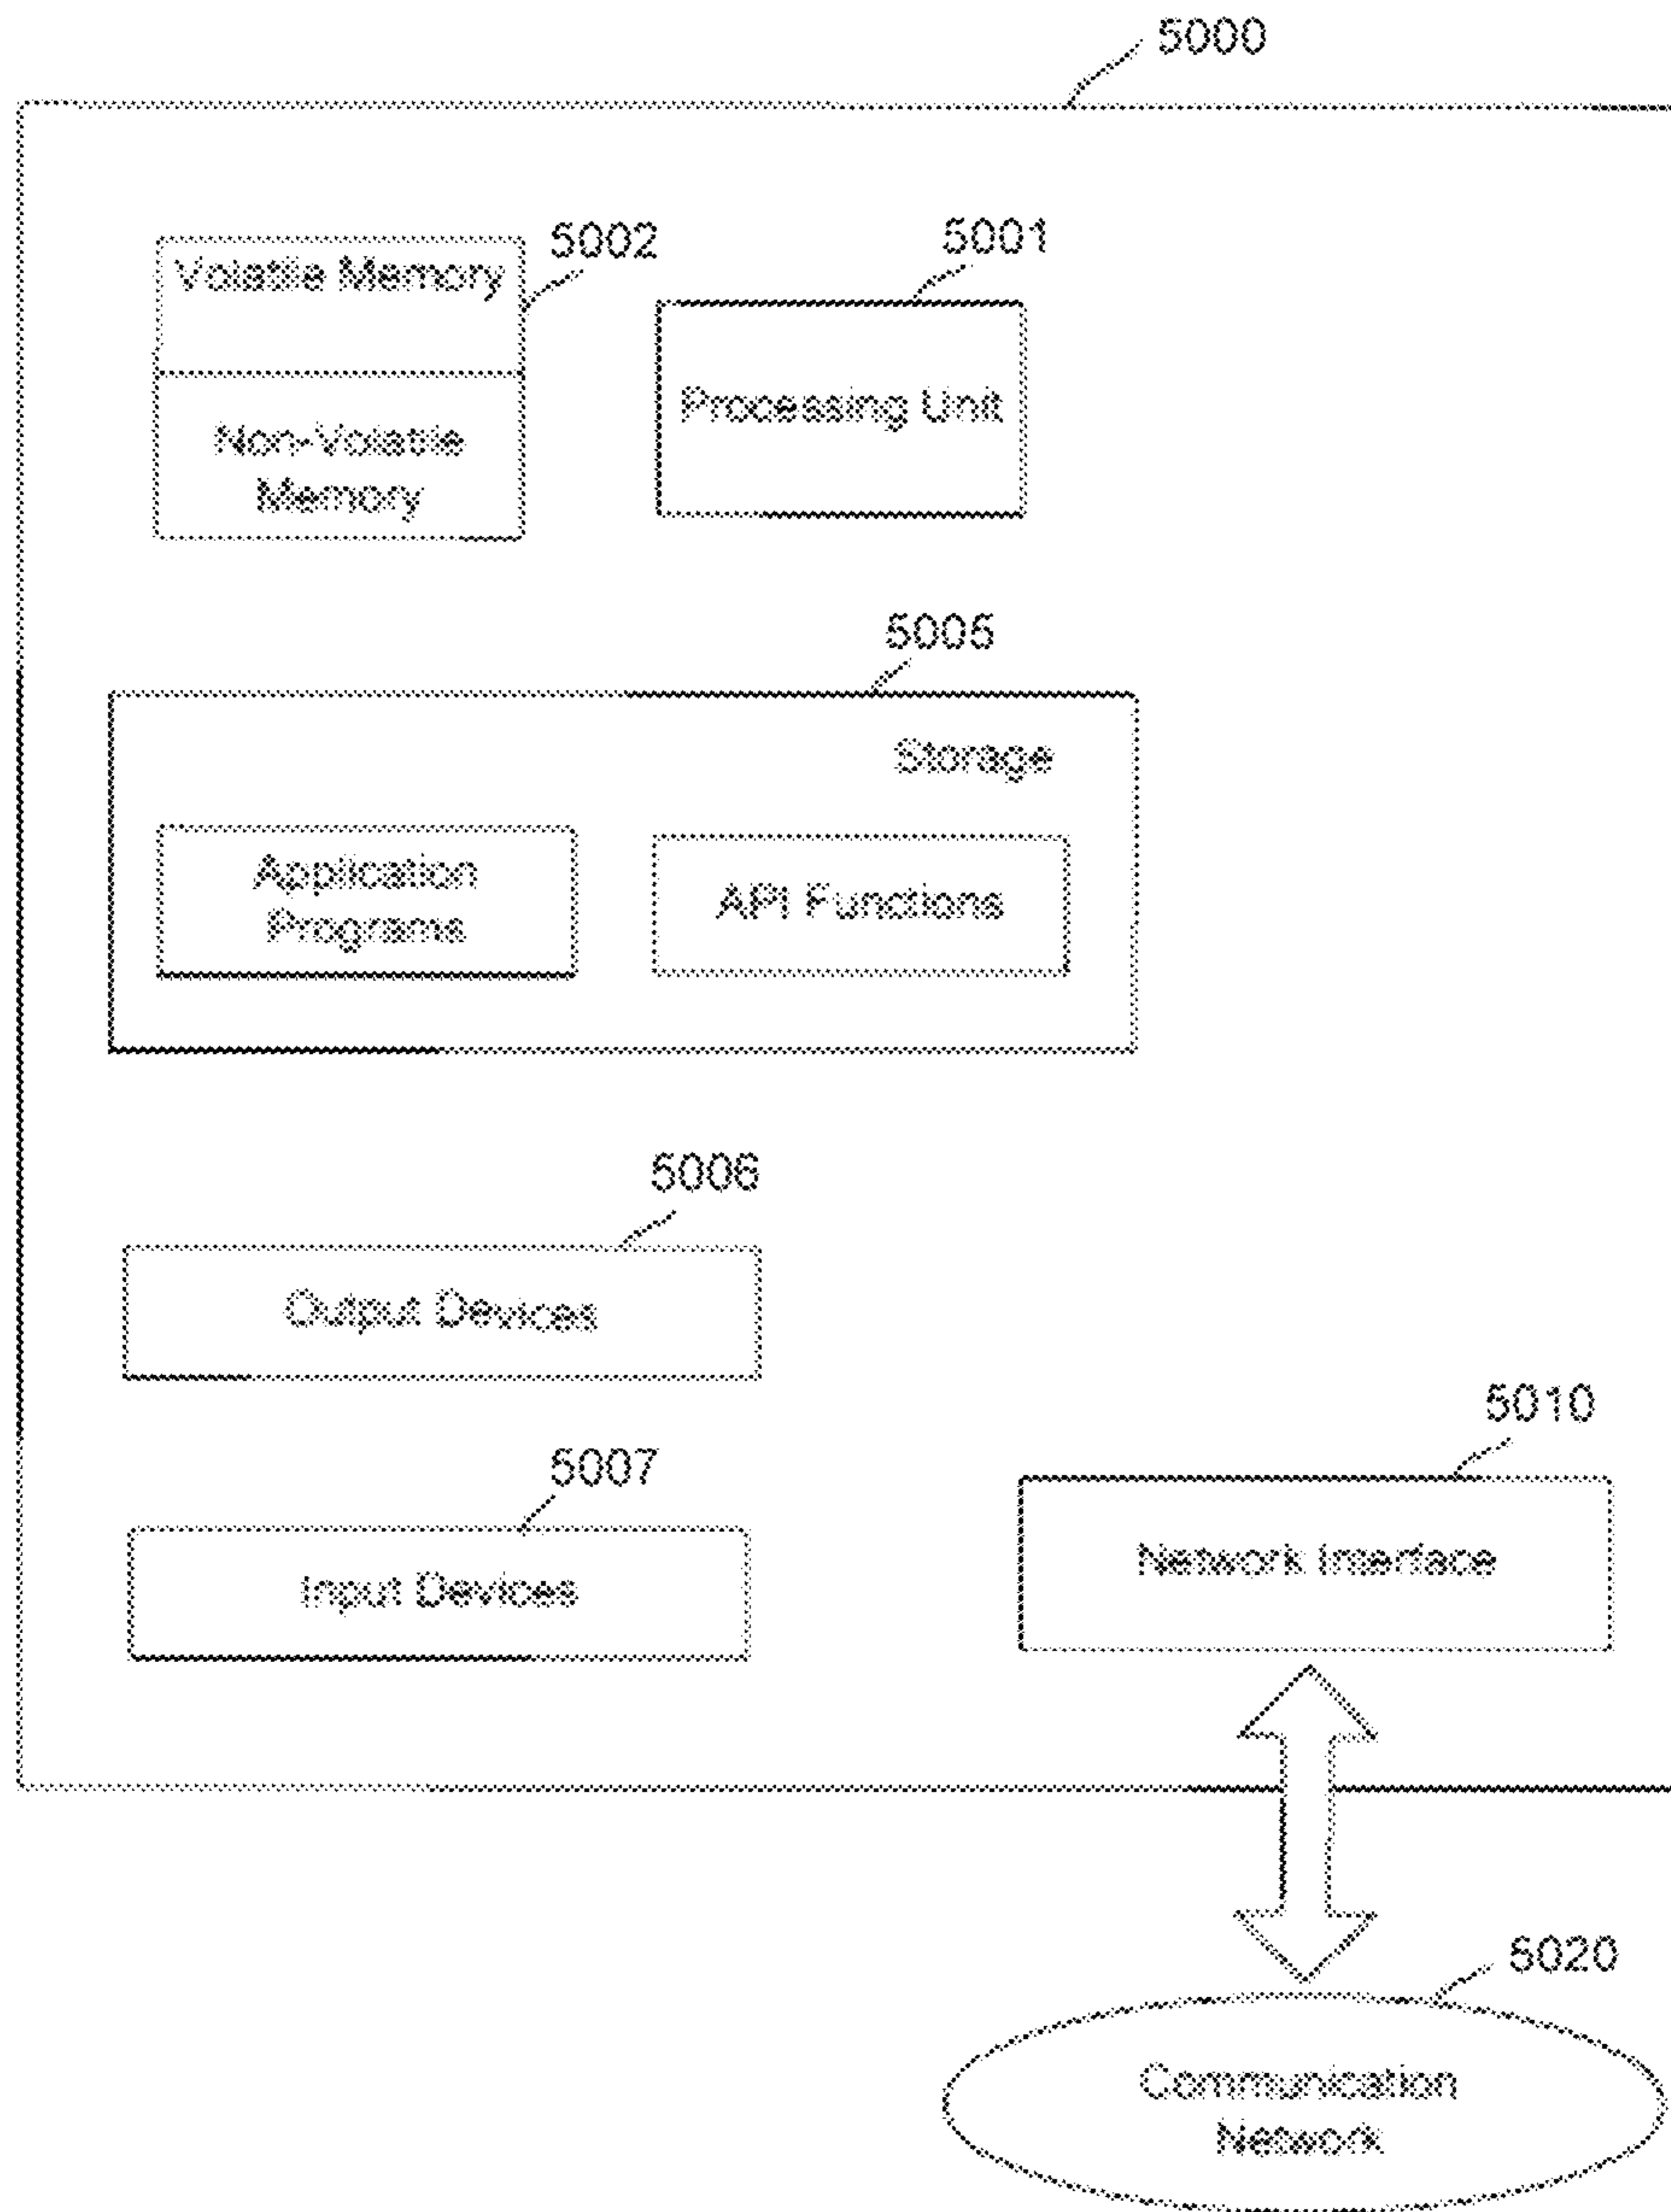 5000
5002
5001
Volatile Memory
Processing Unit
Non-Volatile
Memory
5005
Storage
Application
Programs
API Functions
5006
Output Devices
5010
5007
Network Interface
Input Devices
5020
Communication
Network